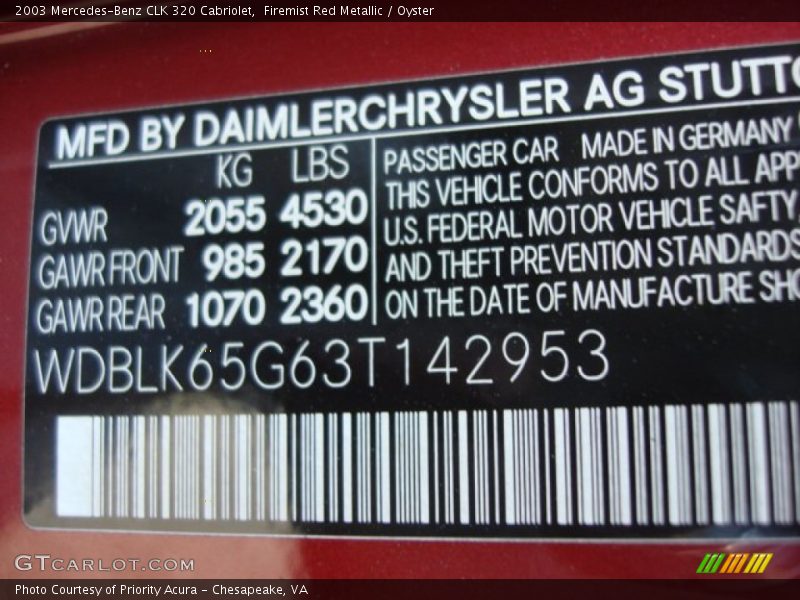 2003 Mercedes-Benz CLK 320 Cabriolet,  Firemist Red Metallic / Oyster
MFD BY DAIMLERCHRYSLER AG STUTTG
KG LBS
GVWR 2055 4530
GAWR FRONT 985 2170
GAWR REAR 1070 2360
PASSENGER CAR MADE IN GERMANY
THIS VEHICLE CONFORMS TO ALL APP
U.S. FEDERAL MOTOR VEHICLE SAFTY,
AND THEFT PREVENTION STANDARDS
ON THE DATE OF MANUFACTURE SHO
WDBLK65G63T142953
GTCARLOT.COM
Photo Courtesy of Priority Acura – Chesapeake, VA